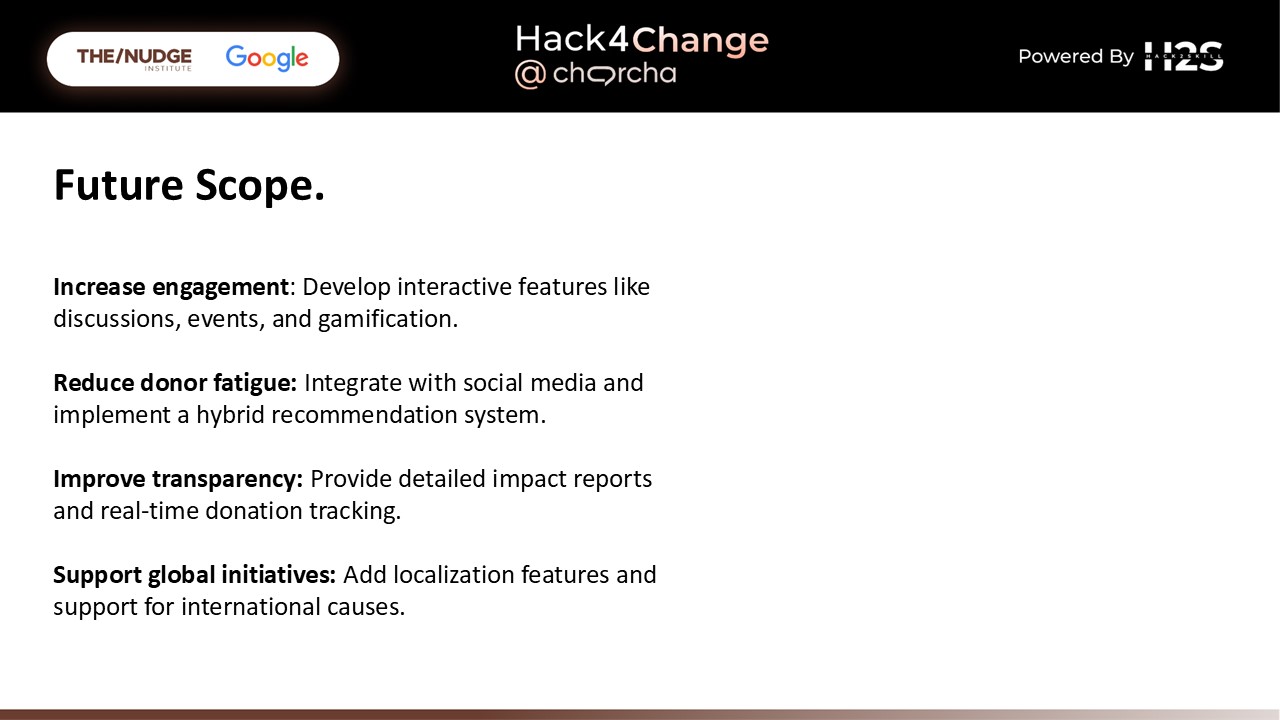 THE/NUDGE
INSTITUTE
Google
Hack4Change
@ charcha
Powered By H2S
HACK2SKILL
Future Scope.
Increase engagement: Develop interactive features like
discussions, events, and gamification.
Reduce donor fatigue: Integrate with social media and
implement a hybrid recommendation system.
Improve transparency: Provide detailed impact reports
and real-time donation tracking.
Support global initiatives: Add localization features and
support for international causes.